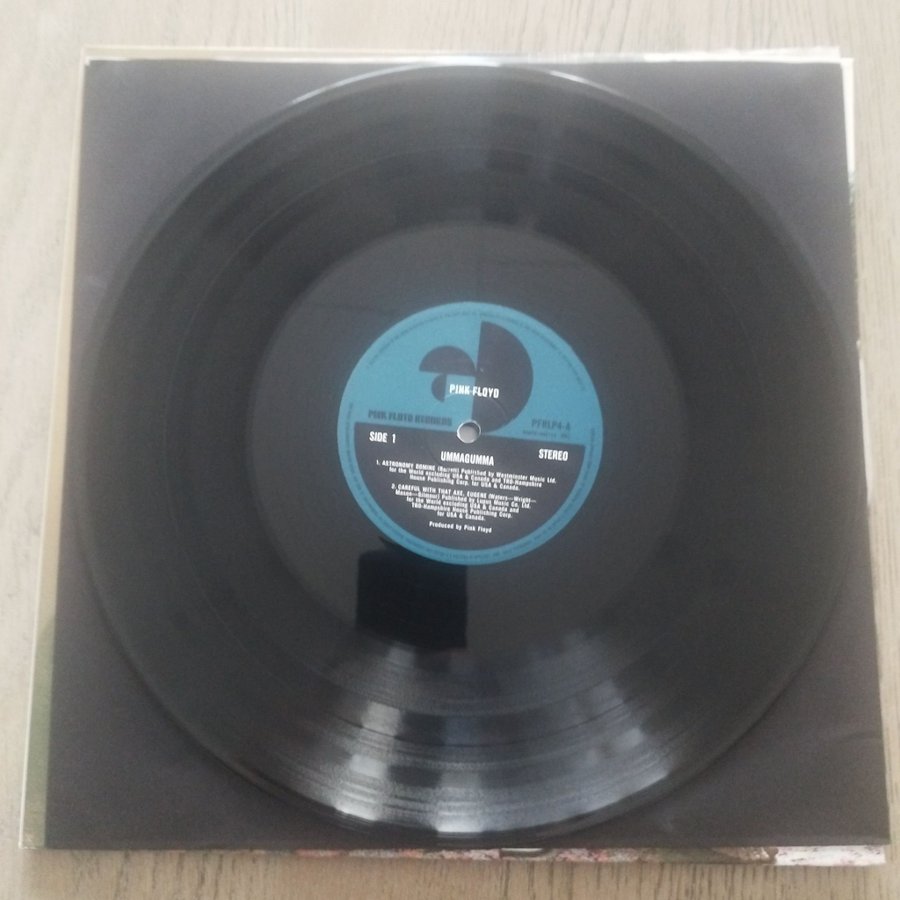 PINK FLOYD
PINK FLOYD RECORDS
PFRLP4-A
SIDE 1
STEREO
UMMAGUMMA
1. ASTRONOMY DOMINE (Barrett) Published by Westminster Music Ltd.
for the World excluding USA & Canada and TRO-Hampshire
House Publishing Corp. for USA & Canada.
2. CAREFUL WITH THAT AXE, EUGENE (Waters—Wright—
Mason—Gilmour) Published by Lupus Music Co. Ltd.
for the World excluding USA & Canada and
TRO-Hampshire House Publishing Corp.
for USA & Canada.
Produced by Pink Floyd